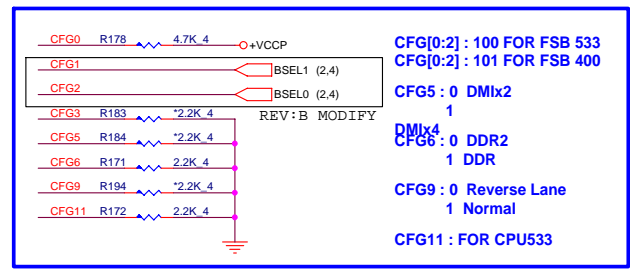 CFG0 R178 4.7K_4 +VCCP
CFG1 BSEL1 (2,4)
CFG2 BSEL0 (2,4)
CFG3 R183 *2.2K_4 REV:B MODIFY
CFG5 R184 *2.2K_4
CFG6 R171 2.2K_4
CFG9 R194 *2.2K_4
CFG11 R172 2.2K_4
CFG[0:2] : 100 FOR FSB 533
CFG[0:2] : 101 FOR FSB 400
CFG5 : 0 DMIx2
1
DMIx4
CFG6 : 0 DDR2
1 DDR
CFG9 : 0 Reverse Lane
1 Normal
CFG11 : FOR CPU533